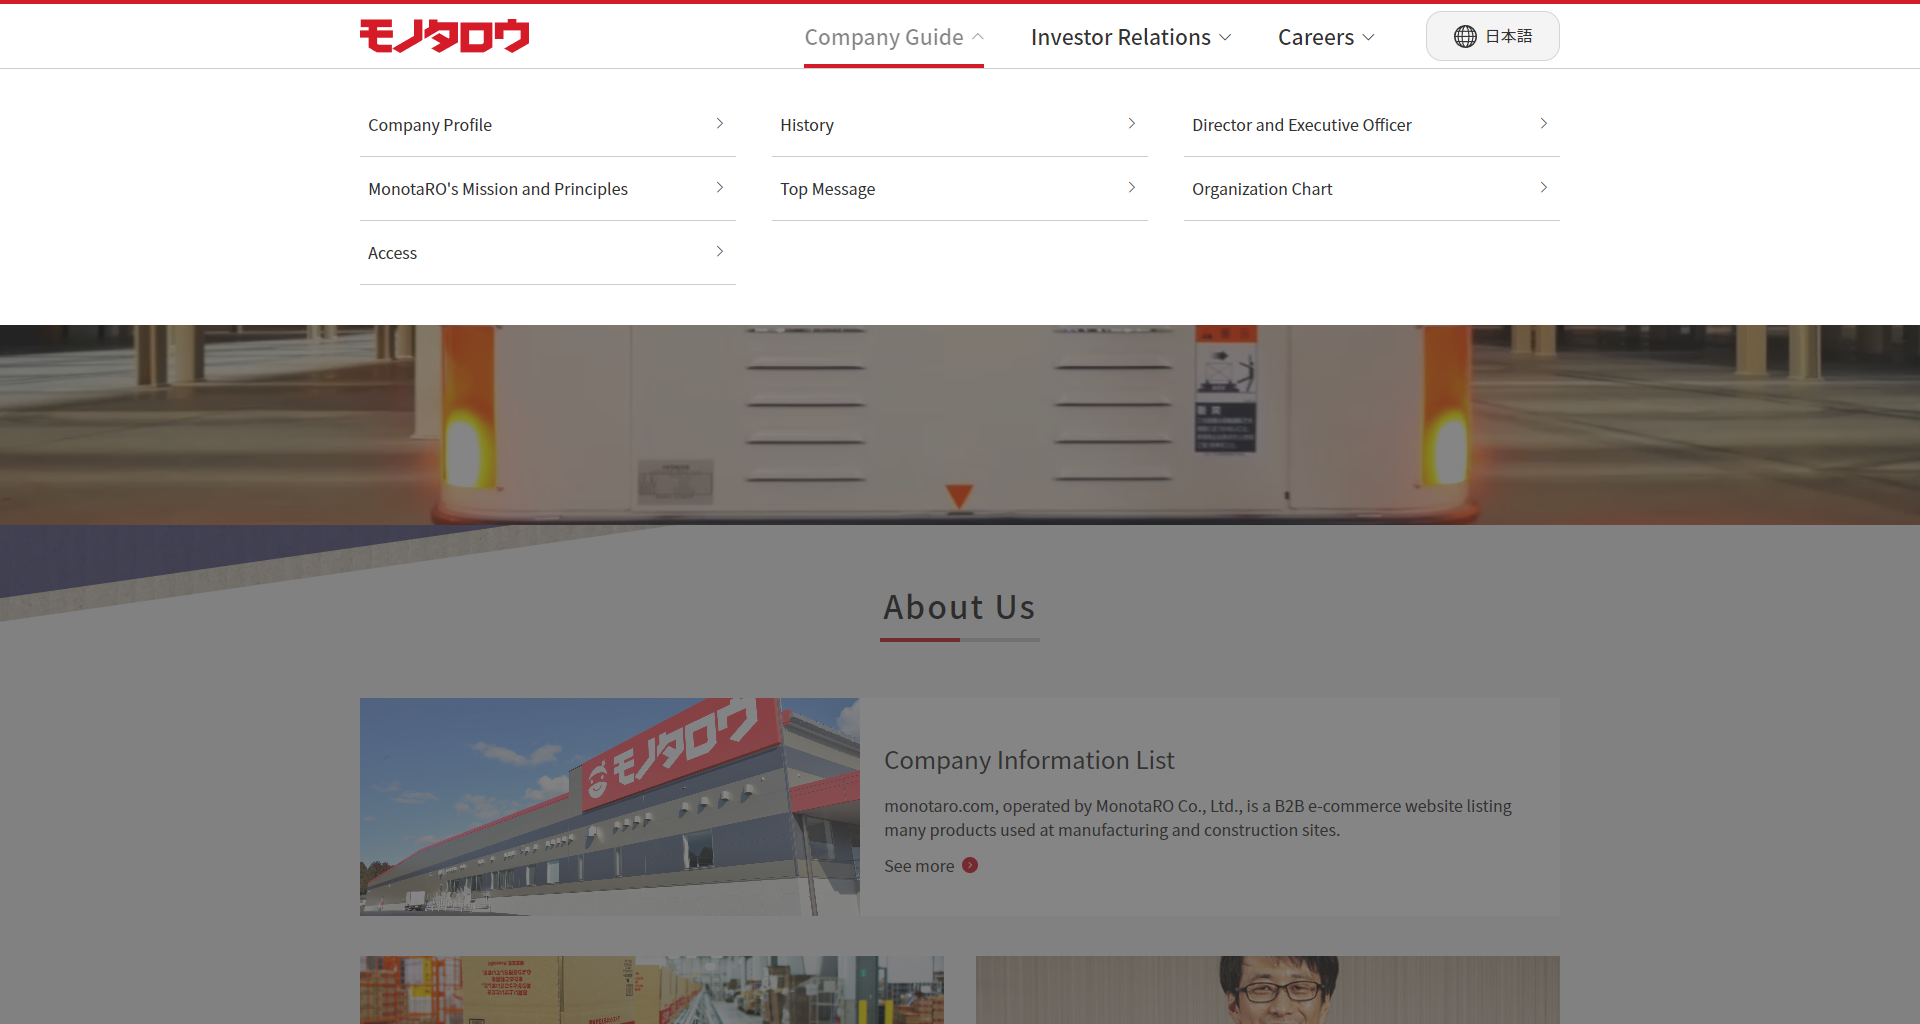 モノタロウ
Company Guide
Investor Relations
Careers
日本語
Company Profile
History
Director and Executive Officer
MonotaRO's Mission and Principles
Top Message
Organization Chart
Access
About Us
モノタロウ
Company Information List
monotaro.com, operated by MonotaRO Co., Ltd., is a B2B e-commerce website listing
many products used at manufacturing and construction sites.
See more